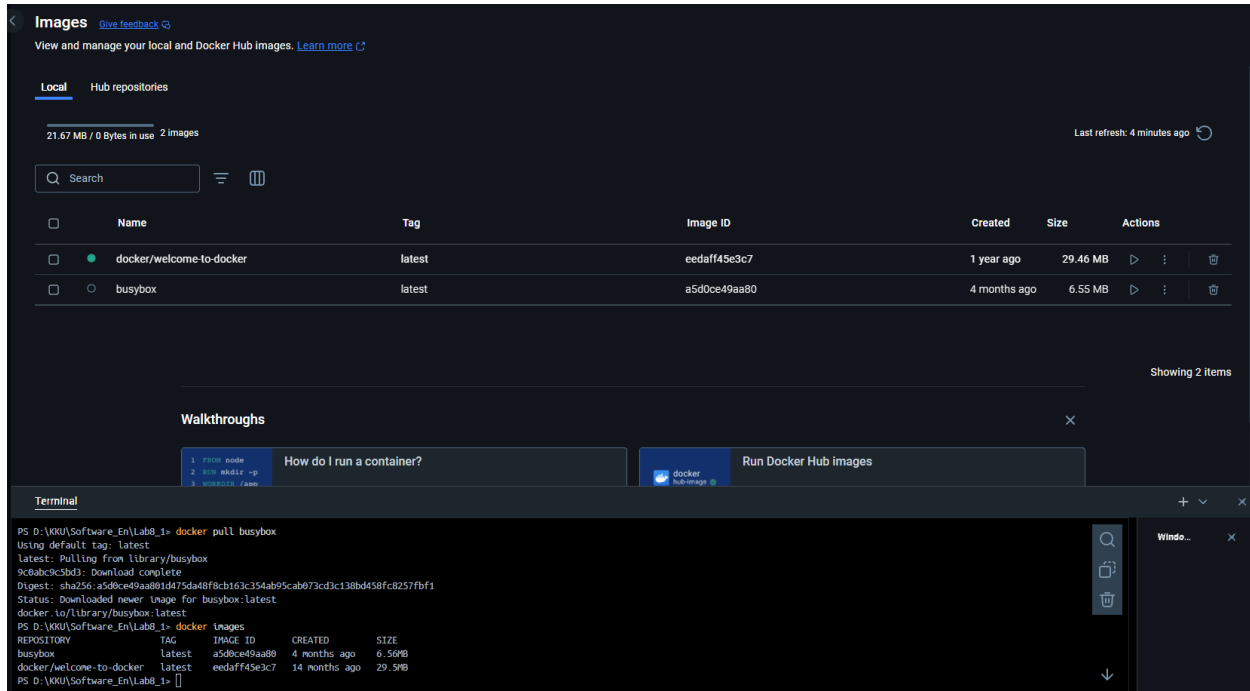 Images Give feedback
View and manage your local and Docker Hub images. Learn more
Local Hub repositories
21.67 MB / 0 Bytes in use 2 images
Last refresh: 4 minutes ago
Search
Name Tag Image ID Created Size Actions
docker/welcome-to-docker latest eedaff45e3c7 1 year ago 29.46 MB
busybox latest a5d0ce49aa80 4 months ago 6.55 MB
Showing 2 items
Walkthroughs
1 FROM node
2 RUN mkdir -p
3 WORKDIR /app
How do I run a container?
docker
hub-image
Run Docker Hub images
Terminal
PS D:\KKU\Software_En\Lab8_1> docker pull busybox
Using default tag: latest
latest: Pulling from library/busybox
9c0abc9c5bd3: Download complete
Digest: sha256:a5d0ce49aa801d475da48f8cb163c354ab95cab073cd3c138bd458fc8257fbf1
Status: Downloaded newer image for busybox:latest
docker.io/library/busybox:latest
PS D:\KKU\Software_En\Lab8_1> docker images
REPOSITORY TAG IMAGE ID CREATED SIZE
busybox latest a5d0ce49aa80 4 months ago 6.56MB
docker/welcome-to-docker latest eedaff45e3c7 14 months ago 29.5MB
PS D:\KKU\Software_En\Lab8_1>
Windo...